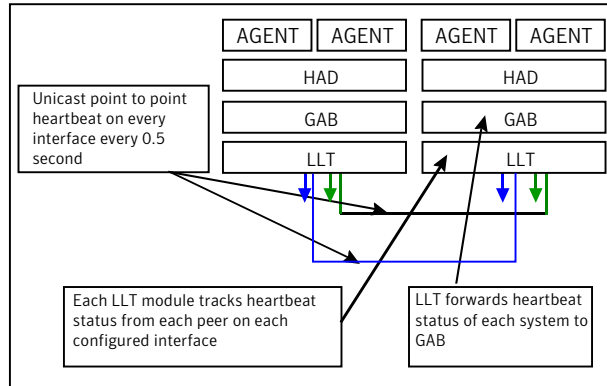 AGENT AGENT AGENT AGENT
HAD HAD
Unicast point to point
heartbeat on every
interface every 0.5
second
GAB GAB
LLT LLT
Each LLT module tracks heartbeat
status from each peer on each
configured interface
LLT forwards heartbeat
status of each system to
GAB